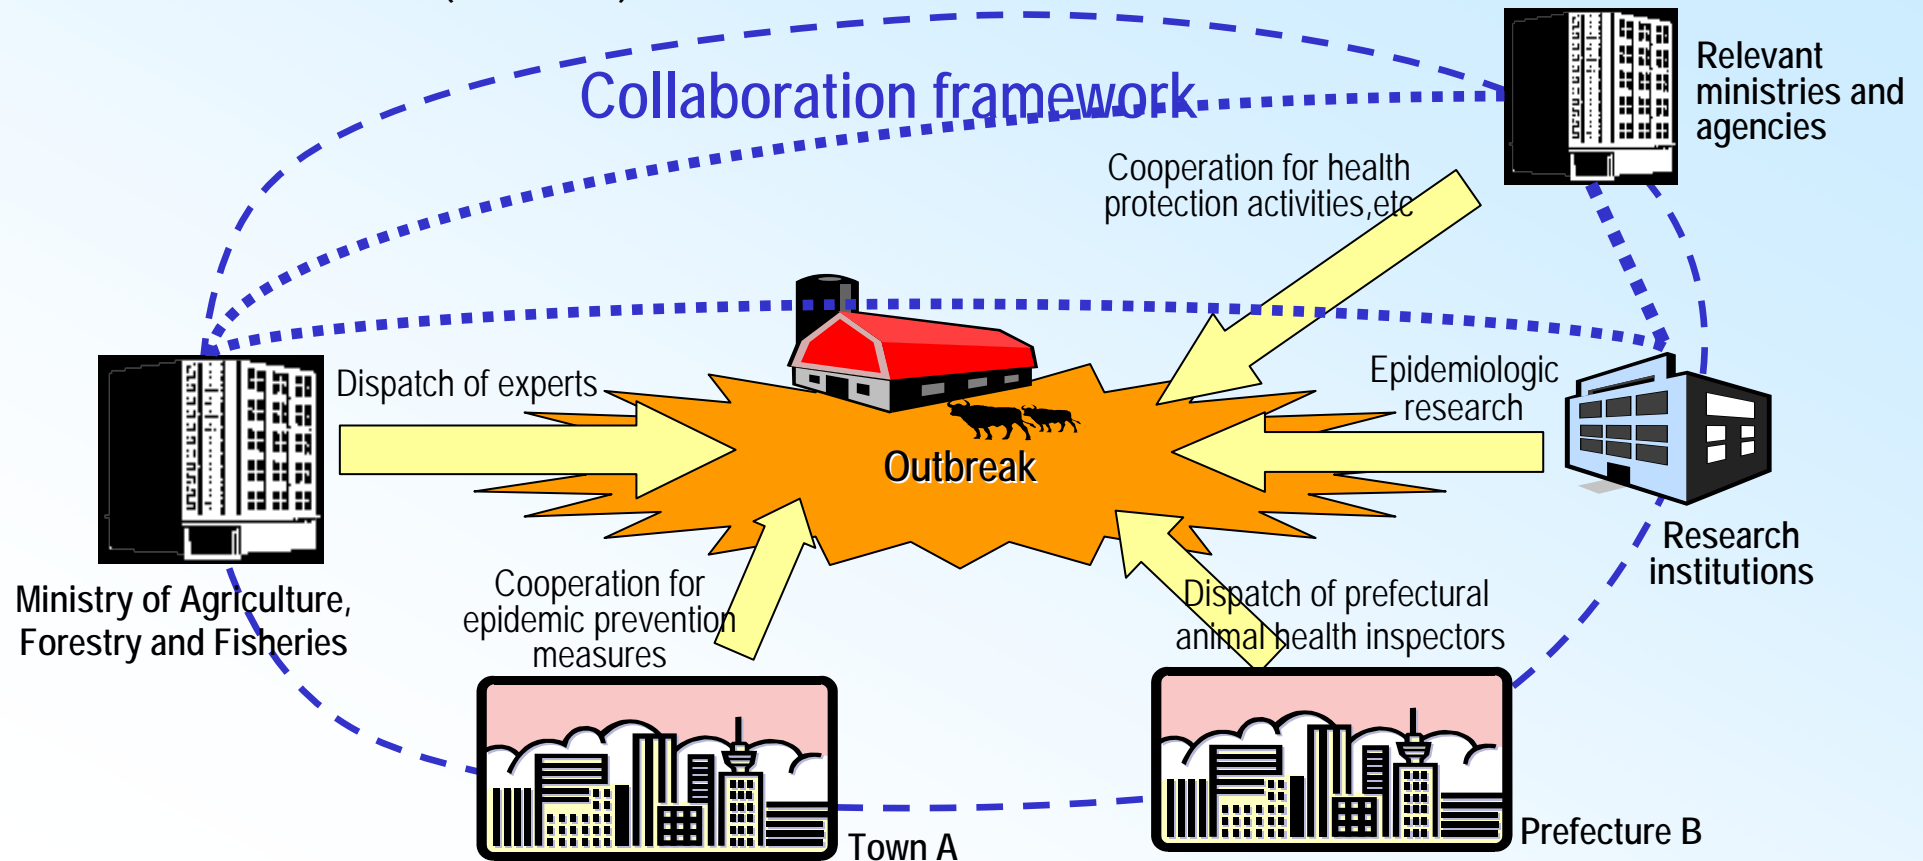 Collaboration framework
Relevant
ministries and
agencies
Cooperation for health
protection activities,etc
Dispatch of experts
Epidemiologic
research
Outbreak
Research
institutions
Ministry of Agriculture,
Forestry and Fisheries
Cooperation for
epidemic prevention
measures
Dispatch of prefectural
animal health inspectors
Town A
Prefecture B